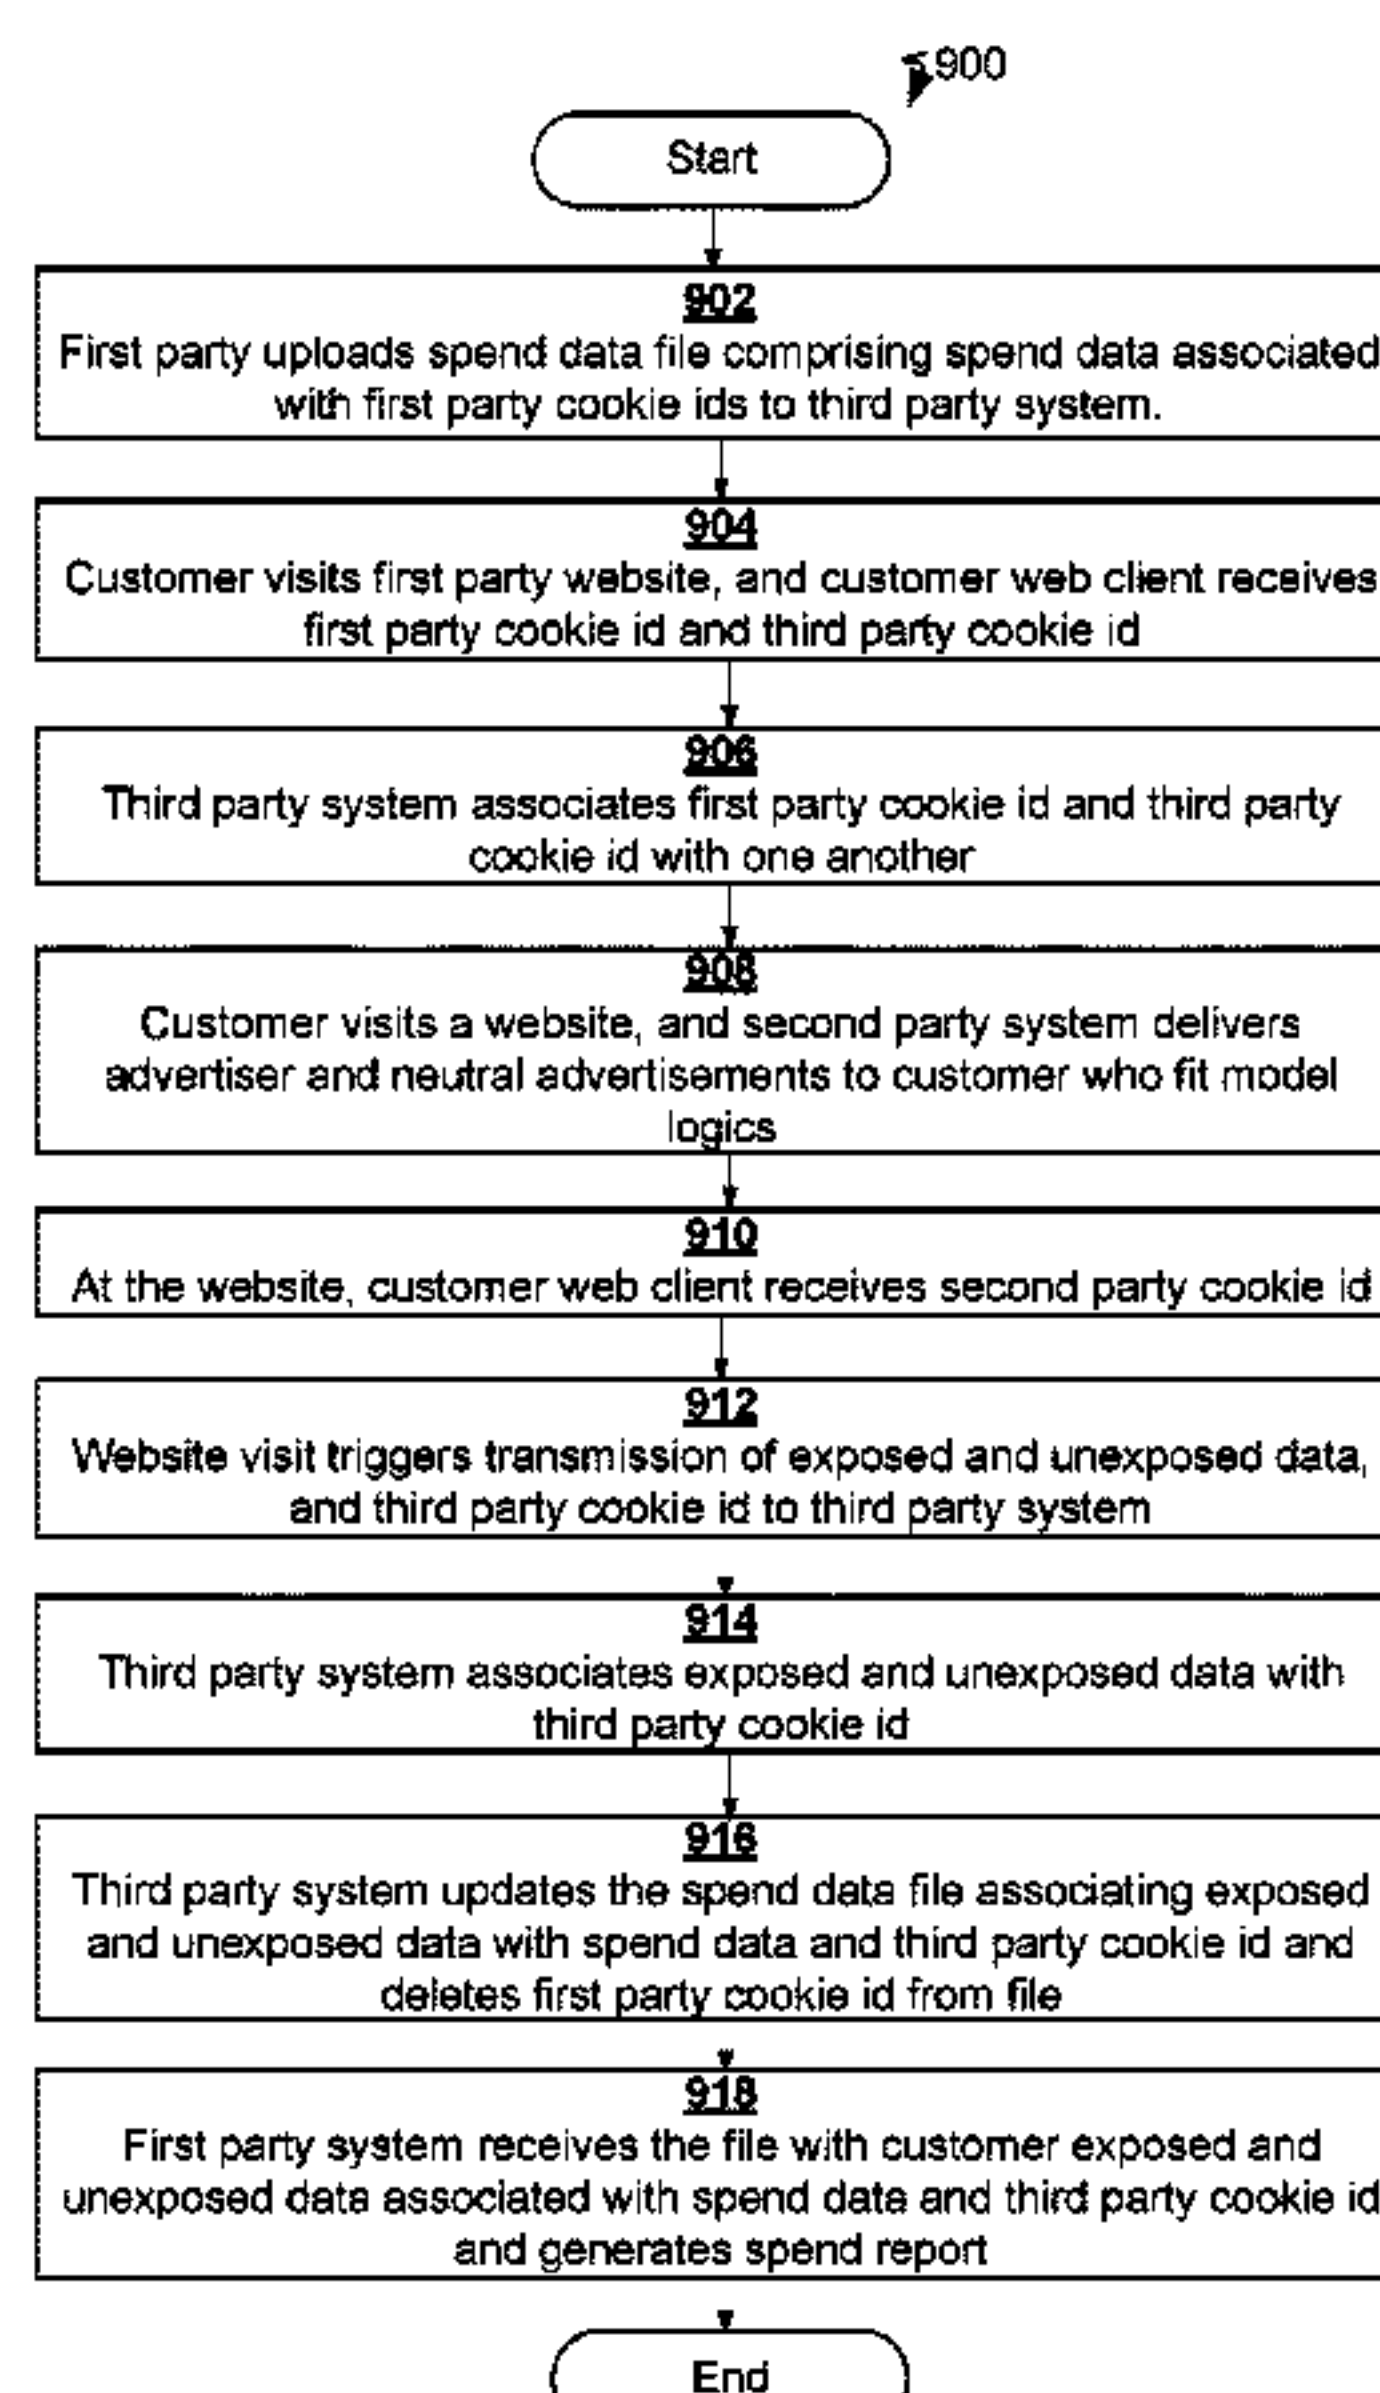 900
Start
902
First party uploads spend data file comprising spend data associated
with first party cookie ids to third party system.
904
Customer visits first party website, and customer web client receives
first party cookie id and third party cookie id
906
Third party system associates first party cookie id and third party
cookie id with one another
908
Customer visits a website, and second party system delivers
advertiser and neutral advertisements to customer who fit model
logics
910
At the website, customer web client receives second party cookie id
912
Website visit triggers transmission of exposed and unexposed data,
and third party cookie id to third party system
914
Third party system associates exposed and unexposed data with
third party cookie id
916
Third party system updates the spend data file associating exposed
and unexposed data with spend data and third party cookie id and
deletes first party cookie id from file
918
First party system receives the file with customer exposed and
unexposed data associated with spend data and third party cookie id
and generates spend report
End